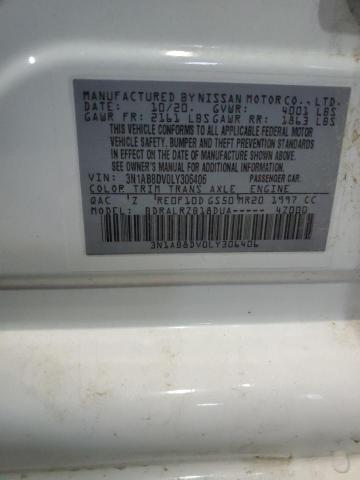 MANUFACTURED BY NISSAN MOTOR CO., LTD.
DATE: 10/20. GVWR: 4001 LBS
GAWR FR: 2161 LBS GAWR RR: 1863 LBS
THIS VEHICLE CONFORMS TO ALL APPLICABLE FEDERAL MOTOR
VEHICLE SAFETY, BUMPER AND THEFT PREVENTION STANDARDS
IN EFFECT ON THE DATE OF MANUFACTURE SHOWN ABOVE.
SEE OWNER'S MANUAL FOR ADDITIONAL INFORMATION.
VIN: 3N1AB8DV0LY306406 PASSENGER CAR.
COLOR TRIM TRANS AXLE ENGINE
QAC 'Z 'RE0F10D GS50 MR20 1997 CC
MODEL: BDRALRZB18DUA----- 4Z000
3N1AB8DV0LY306406